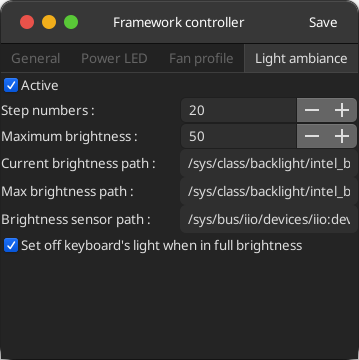 Framework controller Save
General Power LED Fan profile Light ambiance
Active
Step numbers : 20
Maximum brightness : 50
Current brightness path : /sys/class/backlight/intel_b
Max brightness path : /sys/class/backlight/intel_b
Brightness sensor path : /sys/bus/iio/devices/iio:dev
Set off keyboard's light when in full brightness